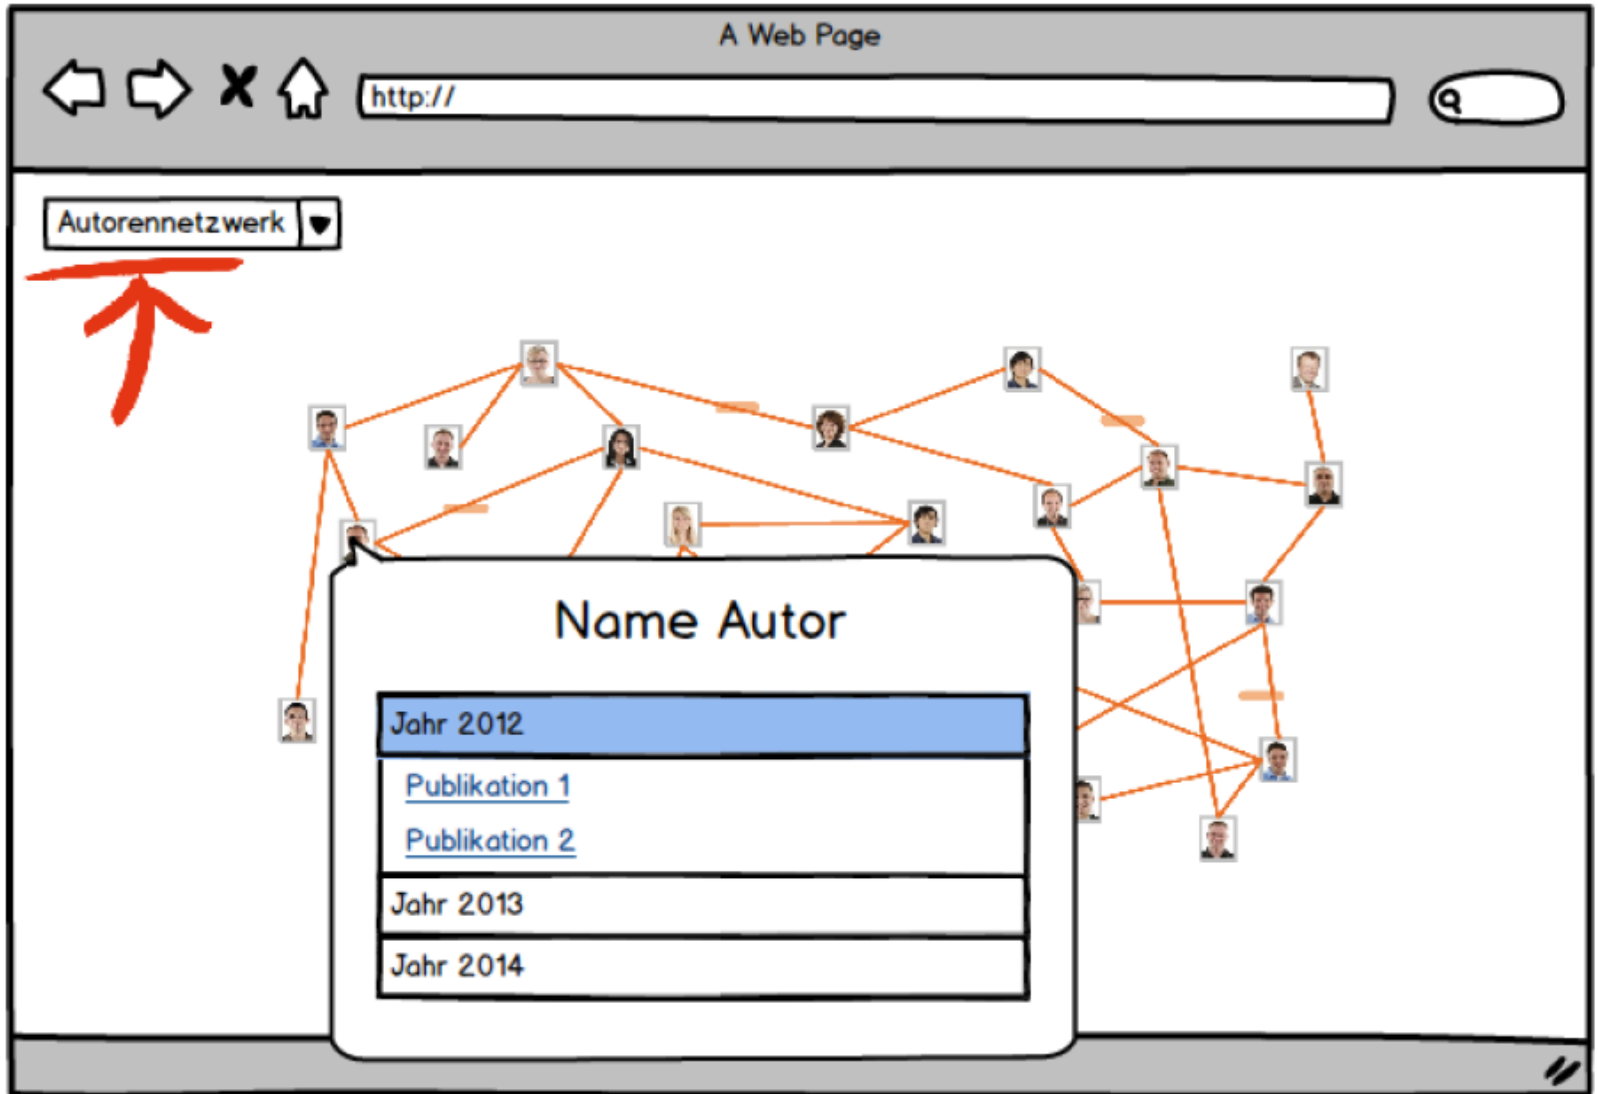 A Web Page
http://
Autorennetzwerk
Name Autor
Jahr 2012
Publikation 1
Publikation 2
Jahr 2013
Jahr 2014